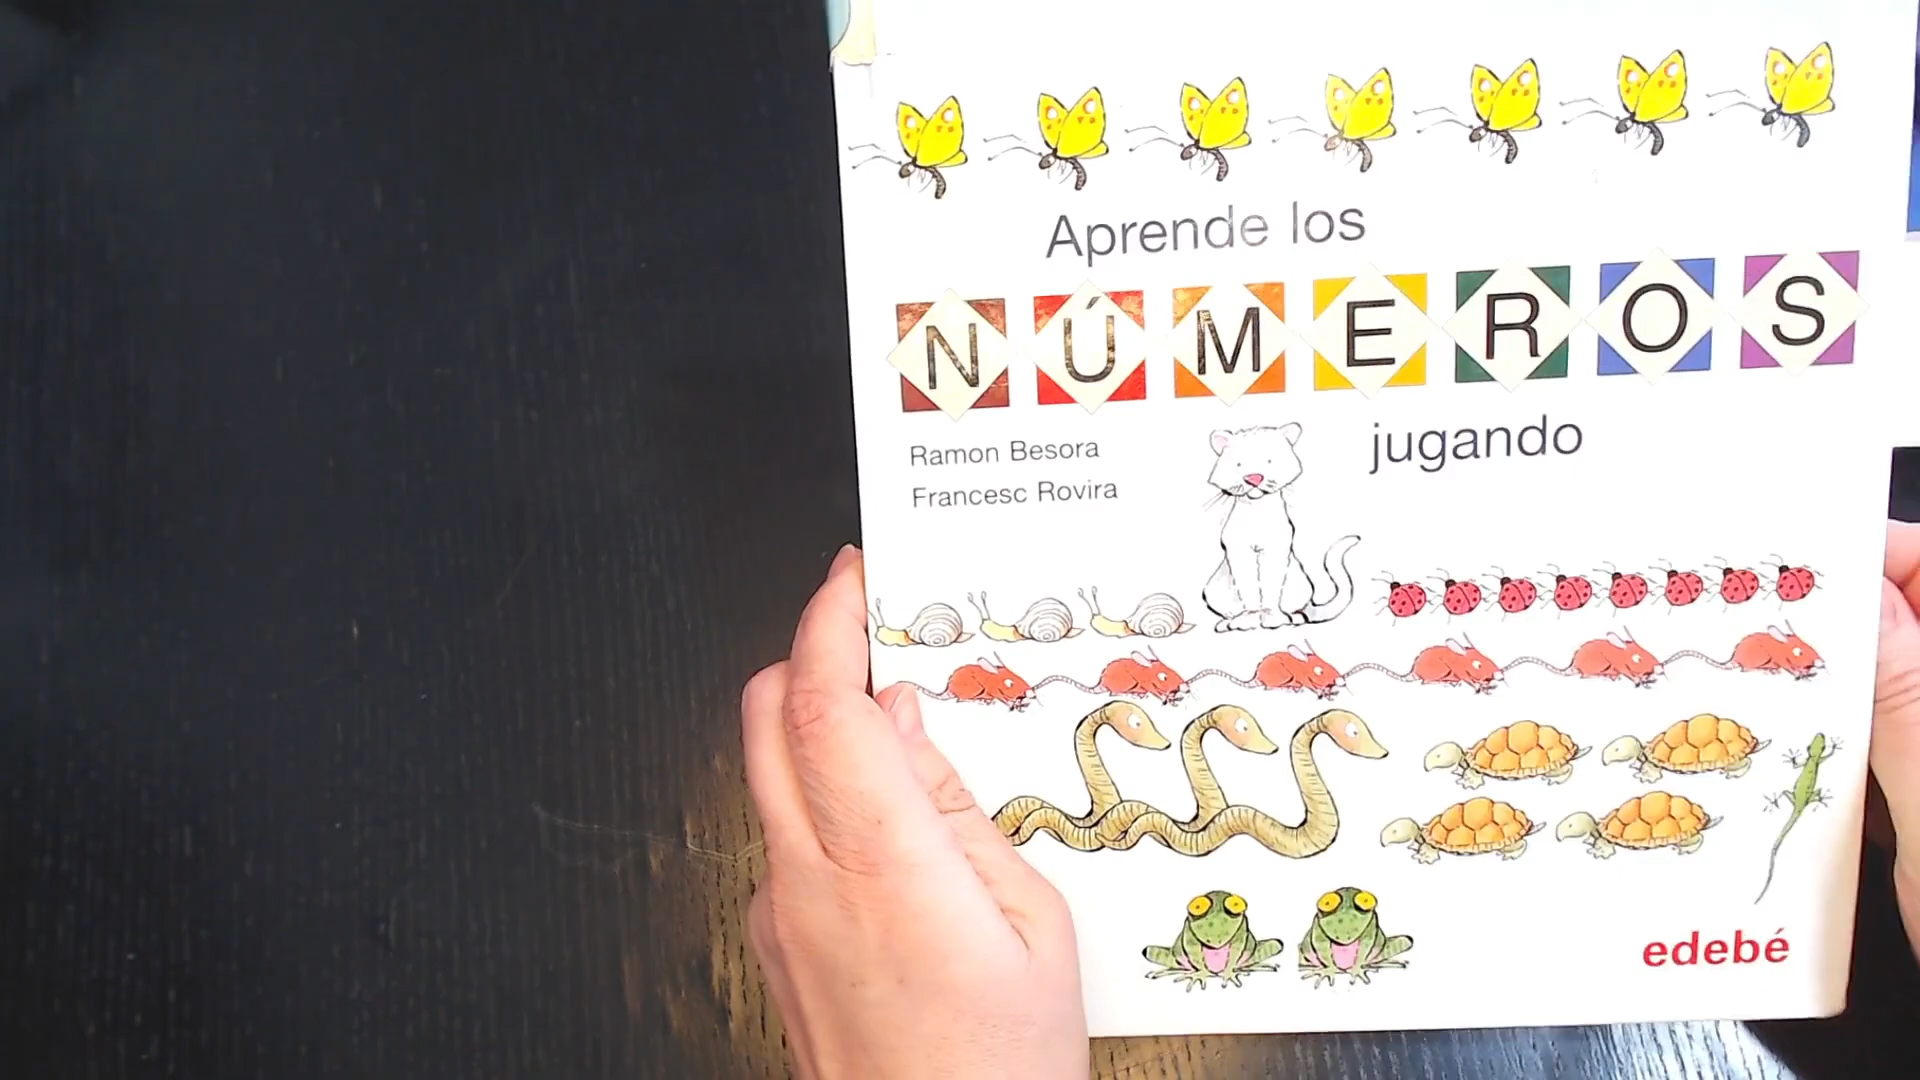 Aprende los
NÚMEROS
jugando
Ramon Besora
Francesc Rovira
edebé